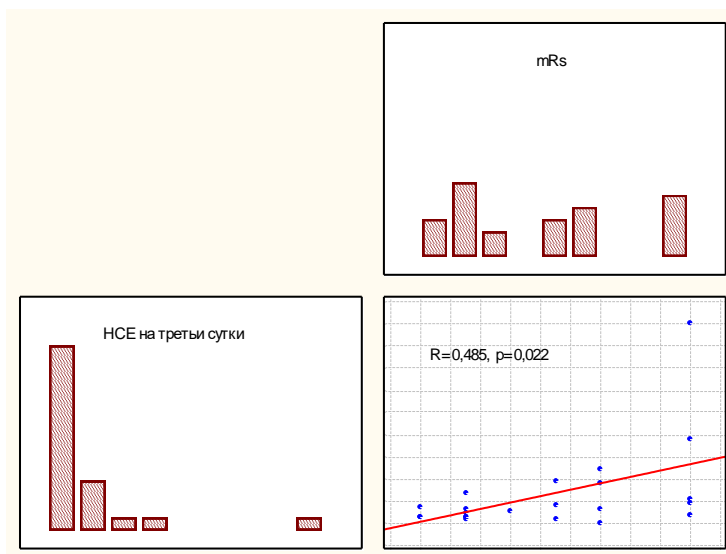 mRs
НСЕ на третьи сутки
R=0,485, p=0,022